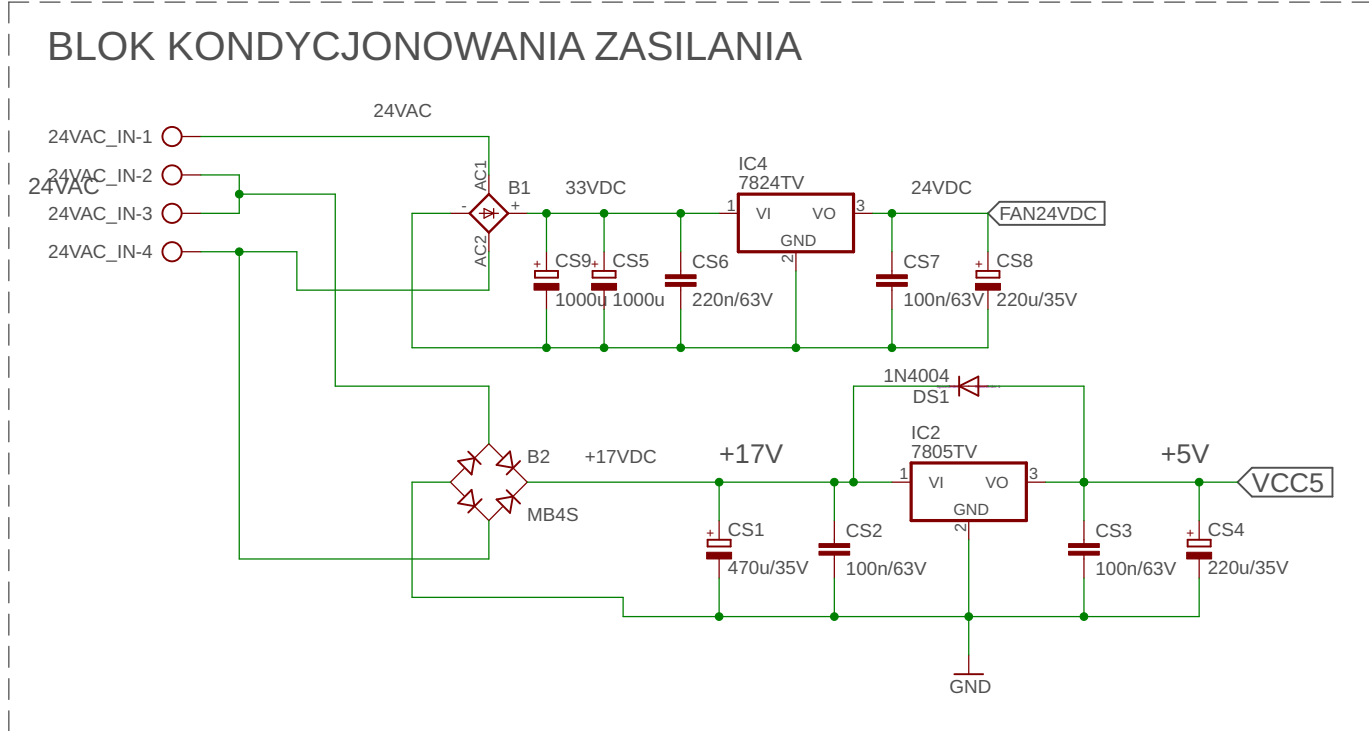 BLOK KONDYCJONOWANIA ZASILANIA
24VAC
24VAC_IN-1
24VAC_IN-2
24VAC
24VAC_IN-3
24VAC_IN-4
AC1
AC2
B1
-
+
33VDC
IC4
7824TV
1
VI
VO
3
GND
2
24VDC
FAN24VDC
+
CS9
1000u
+
CS5
1000u
CS6
220n/63V
CS7
100n/63V
+
CS8
220u/35V
1N4004
DS1
B2
MB4S
+17VDC
+17V
IC2
7805TV
1
VI
VO
3
GND
2
+5V
VCC5
+
CS1
470u/35V
CS2
100n/63V
CS3
100n/63V
+
CS4
220u/35V
GND